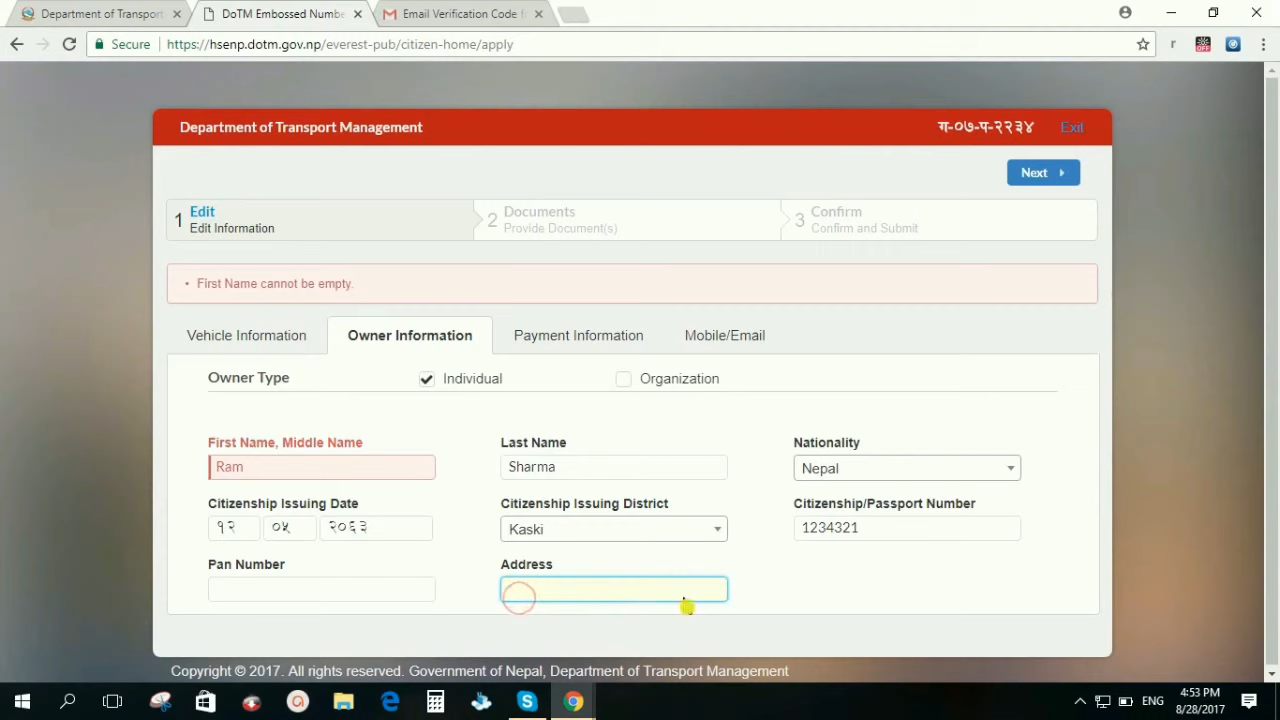 Department of Transport
DoTM Embossed Numbe
Email Verification Code f
Secure https://hsenp.dotm.gov.np/everest-pub/citizen-home/apply
r
OFF
Department of Transport Management
ग-०७-प-२२३४
Exit
Next
1 Edit
Edit Information
2 Documents
Provide Document(s)
3 Confirm
Confirm and Submit
• First Name cannot be empty.
Vehicle Information
Owner Information
Payment Information
Mobile/Email
Owner Type
Individual
Organization
First Name, Middle Name
Last Name
Nationality
Ram
Sharma
Nepal
Citizenship Issuing Date
Citizenship Issuing District
Citizenship/Passport Number
१२ ०५ २०६३
Kaski
1234321
Pan Number
Address
Copyright © 2017. All rights reserved. Government of Nepal, Department of Transport Management
ENG
4:53 PM
8/28/2017